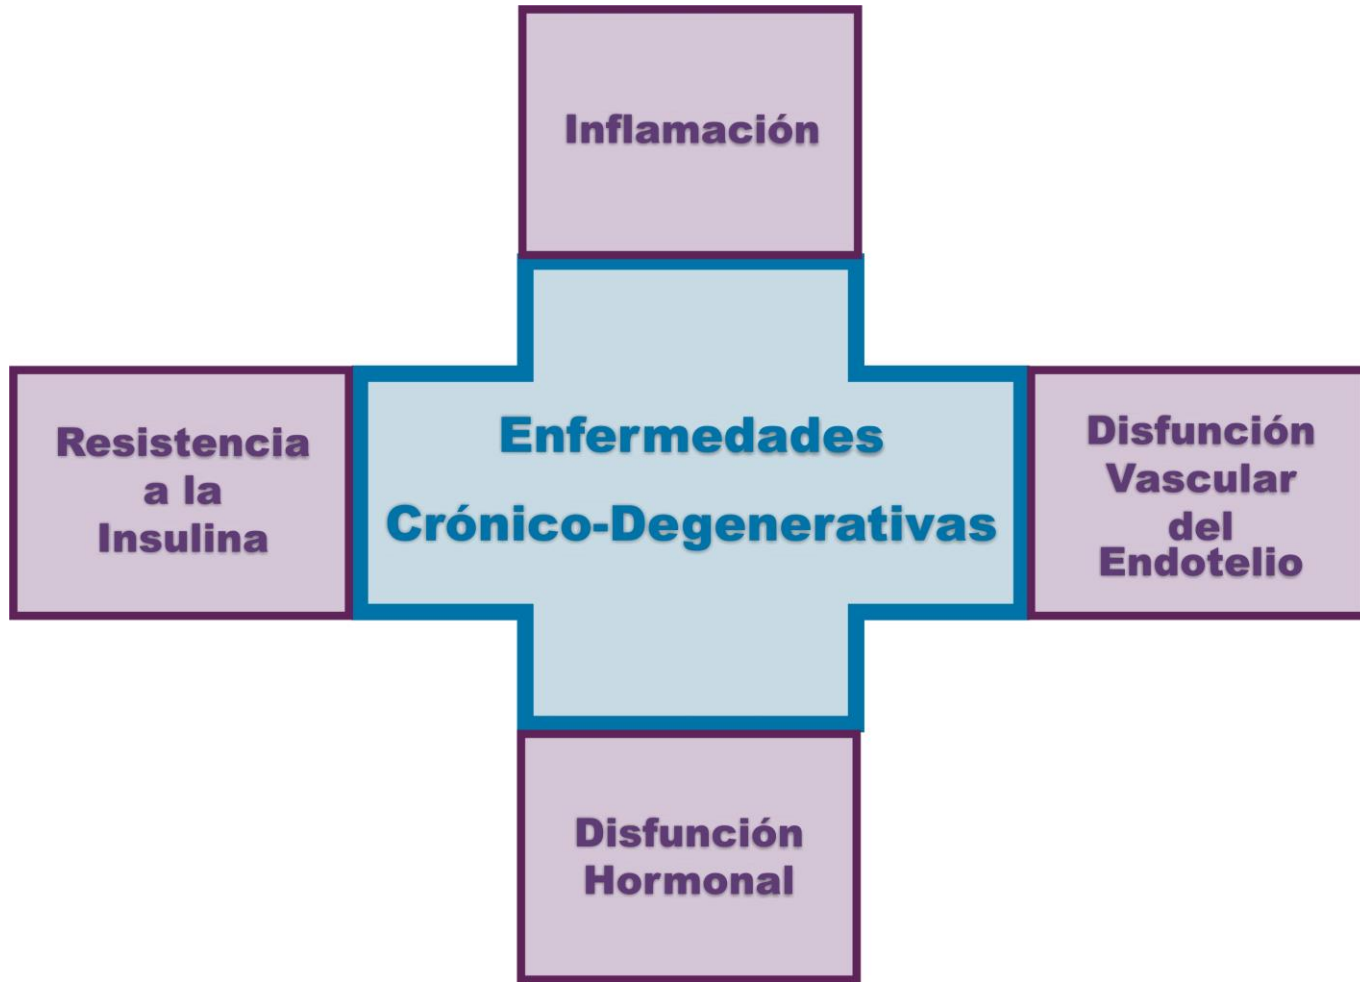 Inflamación
Resistencia
a la
Insulina
Enfermedades
Crónico-Degenerativas
Disfunción
Vascular
del
Endotelio
Disfunción
Hormonal